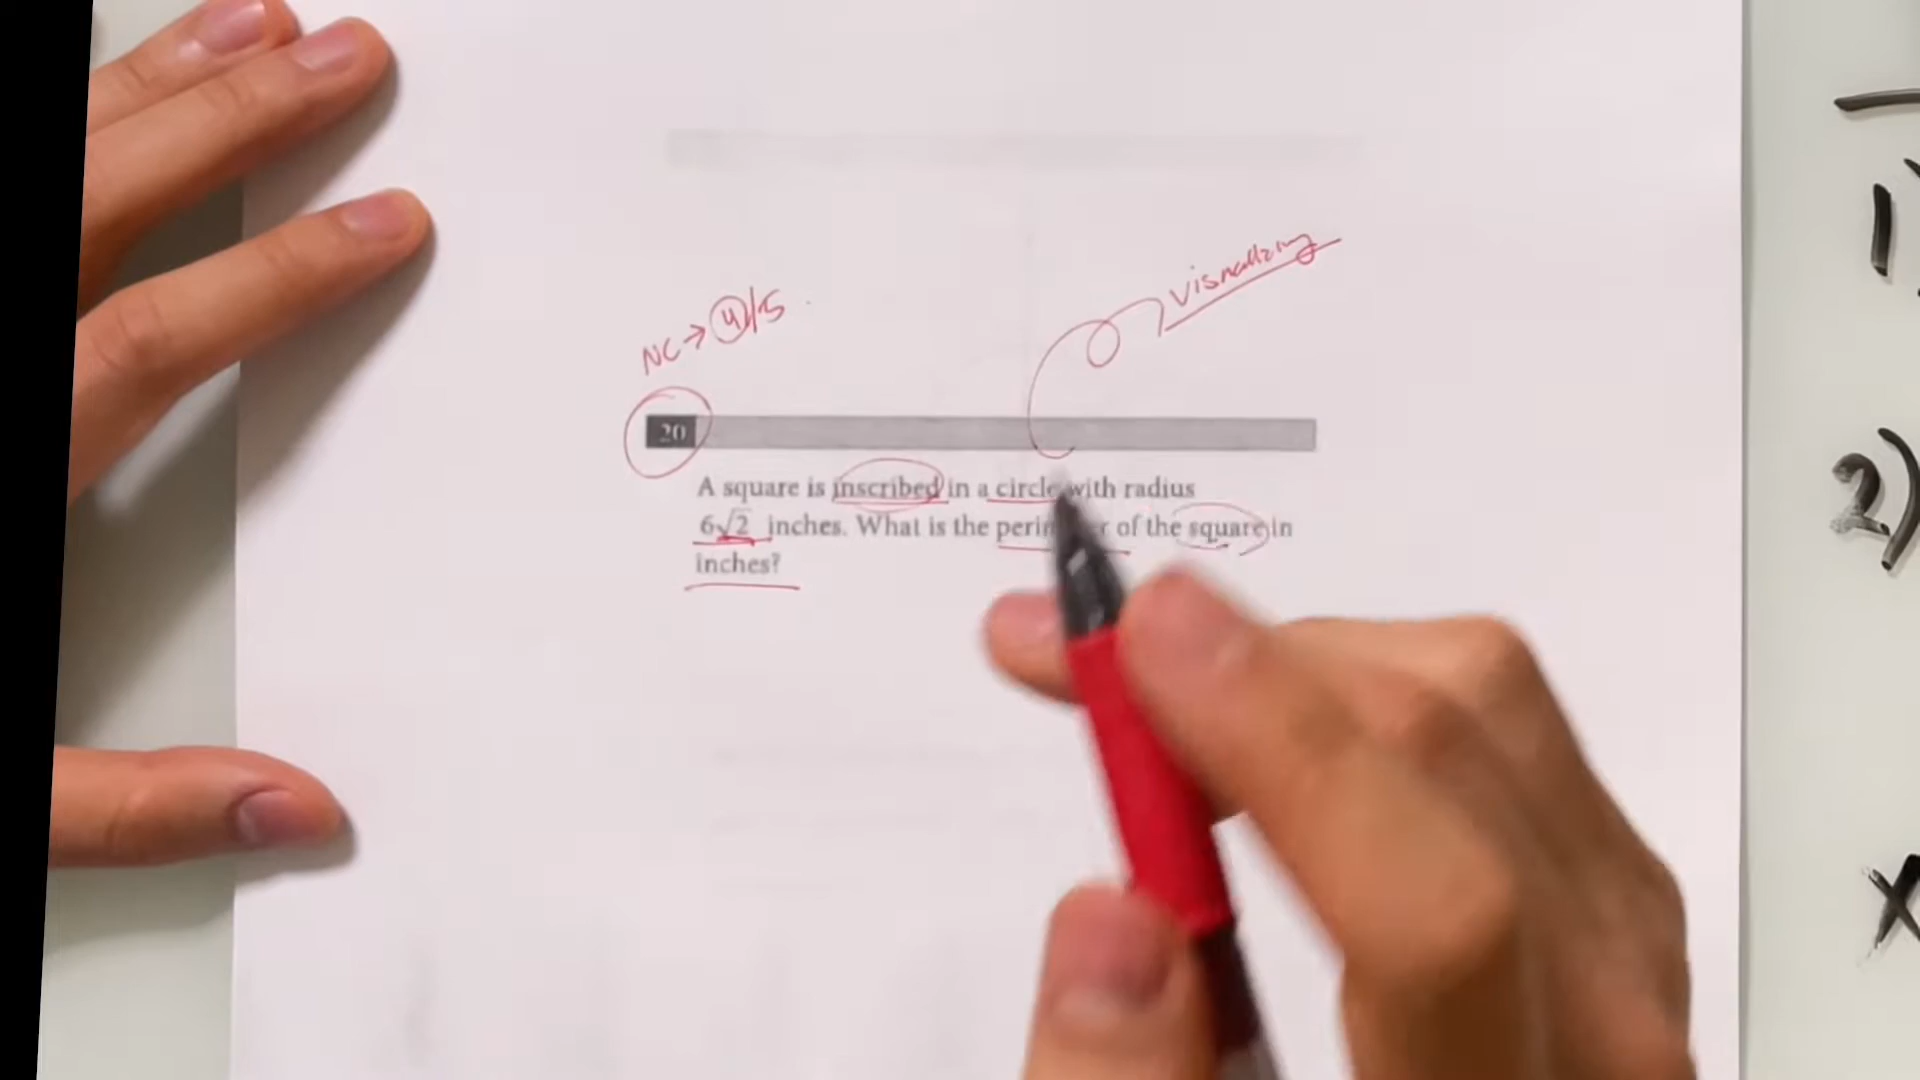 visualizing
NC → 4/5
20
A square is inscribed in a circle with radius
6√2 inches. What is the of the square in
inches?
1)
2)